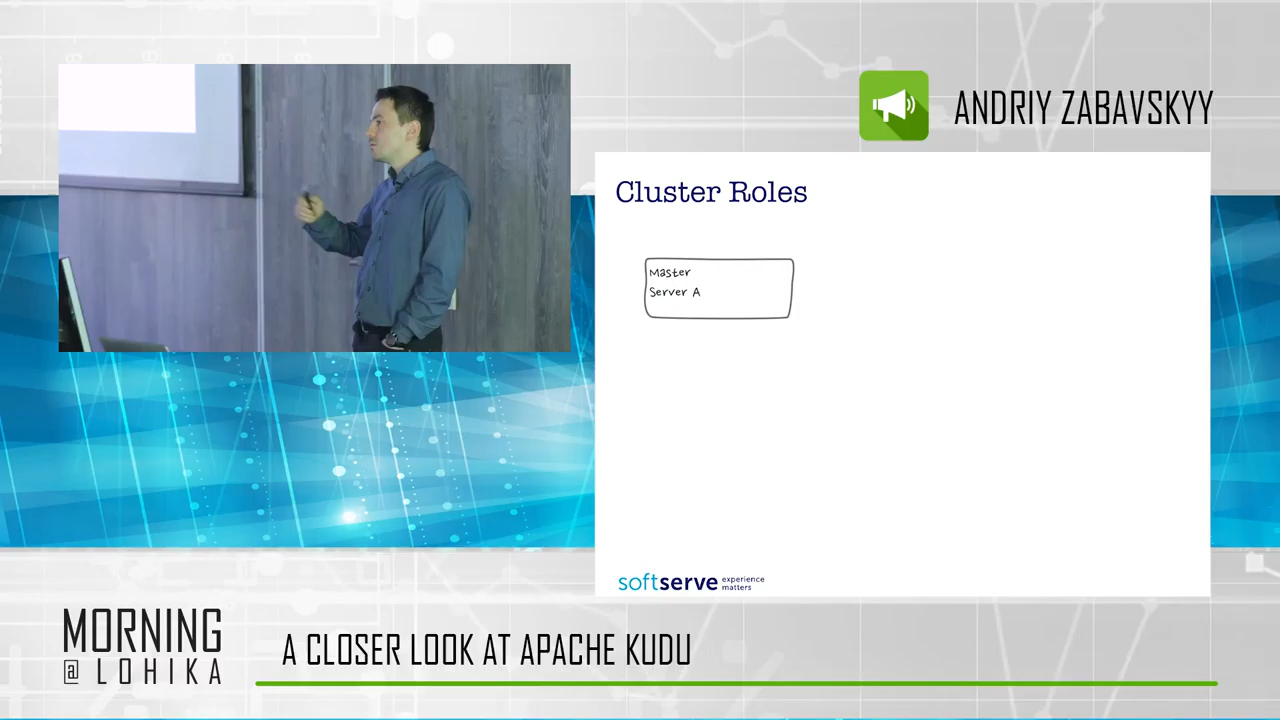 ANDRIY ZABAVSKYY
Cluster Roles
Master
Server A
softserve experience
matters
MORNING
@ LOHIKA
A CLOSER LOOK AT APACHE KUDU